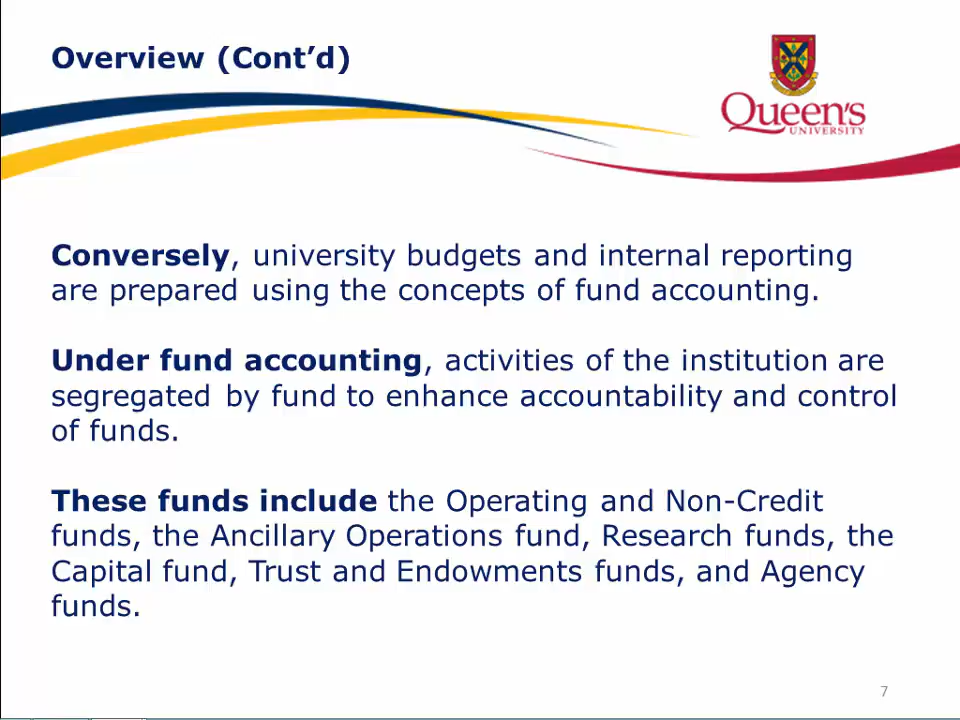 Overview (Cont’d)
Queen's
UNIVERSITY
Conversely, university budgets and internal reporting
are prepared using the concepts of fund accounting.
Under fund accounting, activities of the institution are
segregated by fund to enhance accountability and control
of funds.
These funds include the Operating and Non-Credit
funds, the Ancillary Operations fund, Research funds, the
Capital fund, Trust and Endowments funds, and Agency
funds.
7